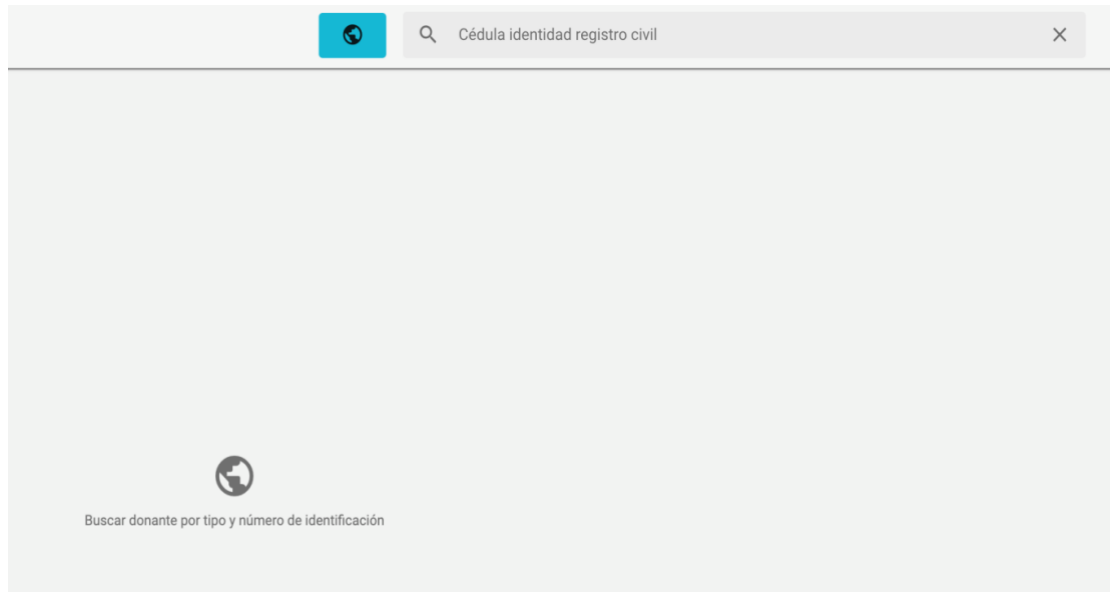 Cédula identidad registro civil
Buscar donante por tipo y número de identificación